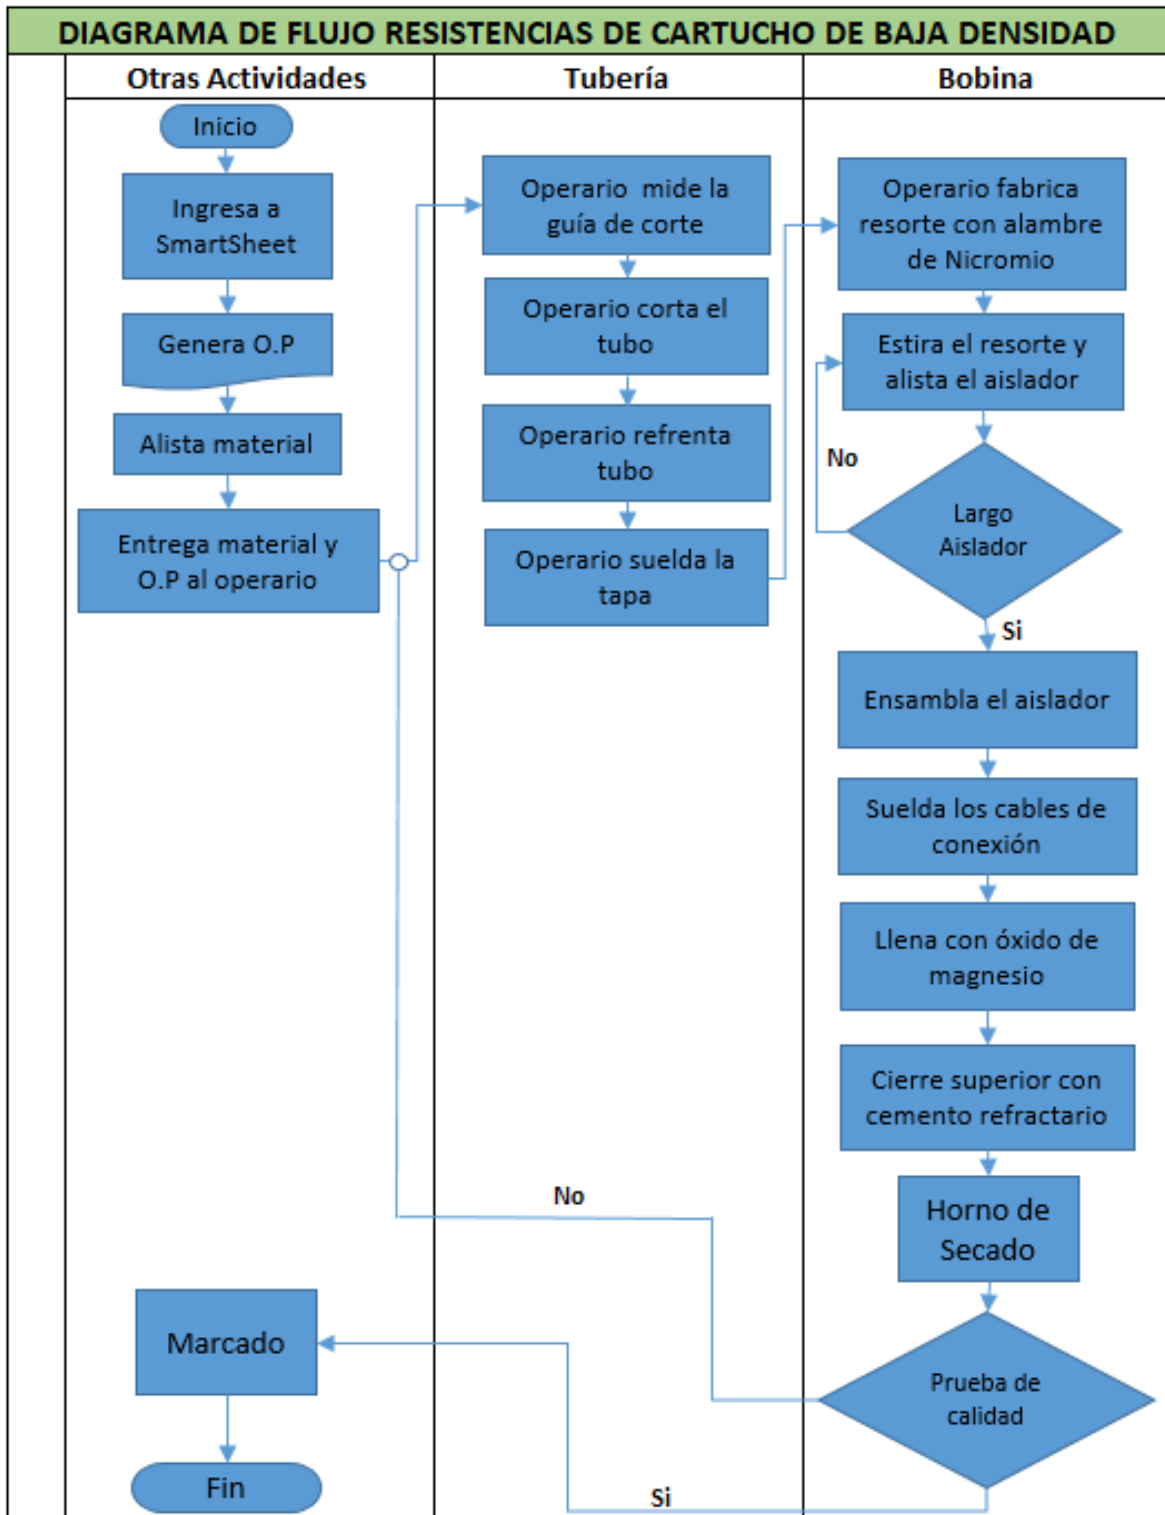 DIAGRAMA DE FLUJO RESISTENCIAS DE CARTUCHO DE BAJA DENSIDAD
Otras Actividades
Tubería
Bobina
Inicio
Ingresa a
SmartSheet
Genera O.P
Alista material
Entrega material y
O.P al operario
Operario mide la
guía de corte
Operario corta el
tubo
Operario refrenta
tubo
Operario suelda la
tapa
Operario fabrica
resorte con alambre
de Nicromio
Estira el resorte y
alista el aislador
No
Largo
Aislador
Si
Ensambla el aislador
Suelda los cables de
conexión
Llena con óxido de
magnesio
Cierre superior con
cemento refractario
Horno de
Secado
Prueba de
calidad
No
Si
Marcado
Fin